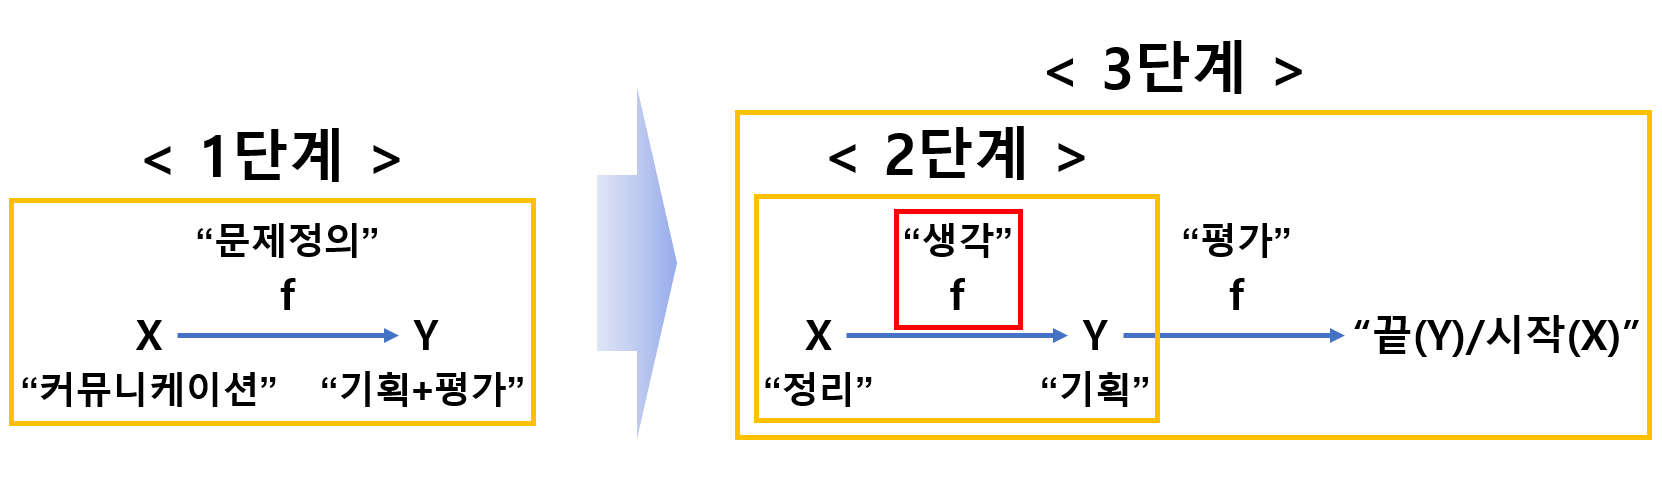 < 1단계 >
“문제정의”
f
X Y
“커뮤니케이션” “기획+평가”
< 3단계 >
< 2단계 >
“생각” “평가”
f f
X Y “끝(Y)/시작(X)”
“정리” “기획”